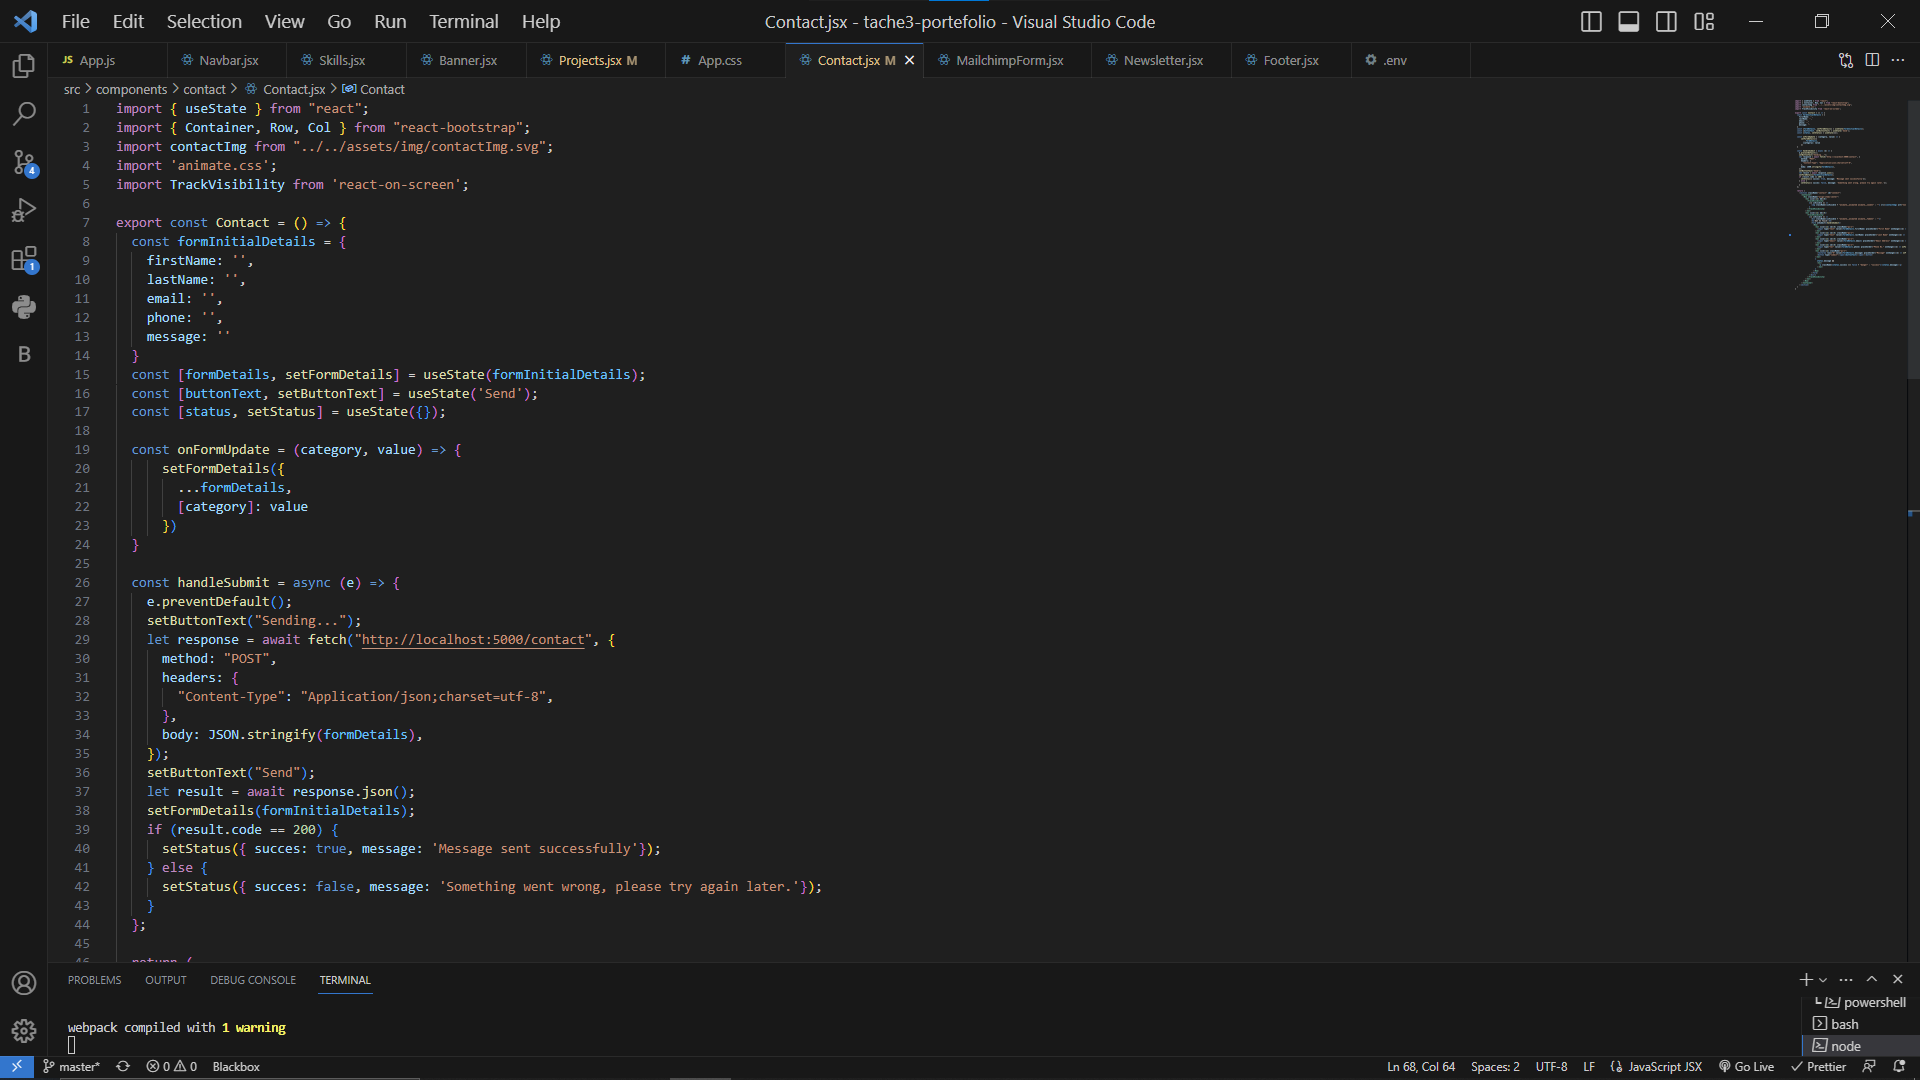 File Edit Selection View Go Run Terminal Help
Contact.jsx - tache3-portefolio - Visual Studio Code
JS App.js
Navbar.jsx
Skills.jsx
Banner.jsx
Projects.jsx M
# App.css
Contact.jsx M
MailchimpForm.jsx
Newsletter.jsx
Footer.jsx
.env
src > components > contact > Contact.jsx > Contact
1 import { useState } from "react";
2 import { Container, Row, Col } from "react-bootstrap";
3 import contactImg from "../../assets/img/contactImg.svg";
4 import 'animate.css';
5 import TrackVisibility from 'react-on-screen';
6
7 export const Contact = () => {
8 const formInitialDetails = {
9 firstName: '',
10 lastName: '',
11 email: '',
12 phone: '',
13 message: ''
14 }
15 const [formDetails, setFormDetails] = useState(formInitialDetails);
16 const [buttonText, setButtonText] = useState('Send');
17 const [status, setStatus] = useState({});
18
19 const onFormUpdate = (category, value) => {
20 setFormDetails({
21 ...formDetails,
22 [category]: value
23 })
24 }
25
26 const handleSubmit = async (e) => {
27 e.preventDefault();
28 setButtonText("Sending...");
29 let response = await fetch("http://localhost:5000/contact", {
30 method: "POST",
31 headers: {
32 "Content-Type": "Application/json;charset=utf-8",
33 },
34 body: JSON.stringify(formDetails),
35 });
36 setButtonText("Send");
37 let result = await response.json();
38 setFormDetails(formInitialDetails);
39 if (result.code == 200) {
40 setStatus({ succes: true, message: 'Message sent successfully'});
41 } else {
42 setStatus({ succes: false, message: 'Something went wrong, please try again later.'});
43 }
44 };
45
46 return (
4
1
B
PROBLEMS OUTPUT DEBUG CONSOLE TERMINAL
webpack compiled with 1 warning
powershell
bash
node
master* 0 0 Blackbox
Ln 68, Col 64 Spaces: 2 UTF-8 LF JavaScript JSX Go Live Prettier